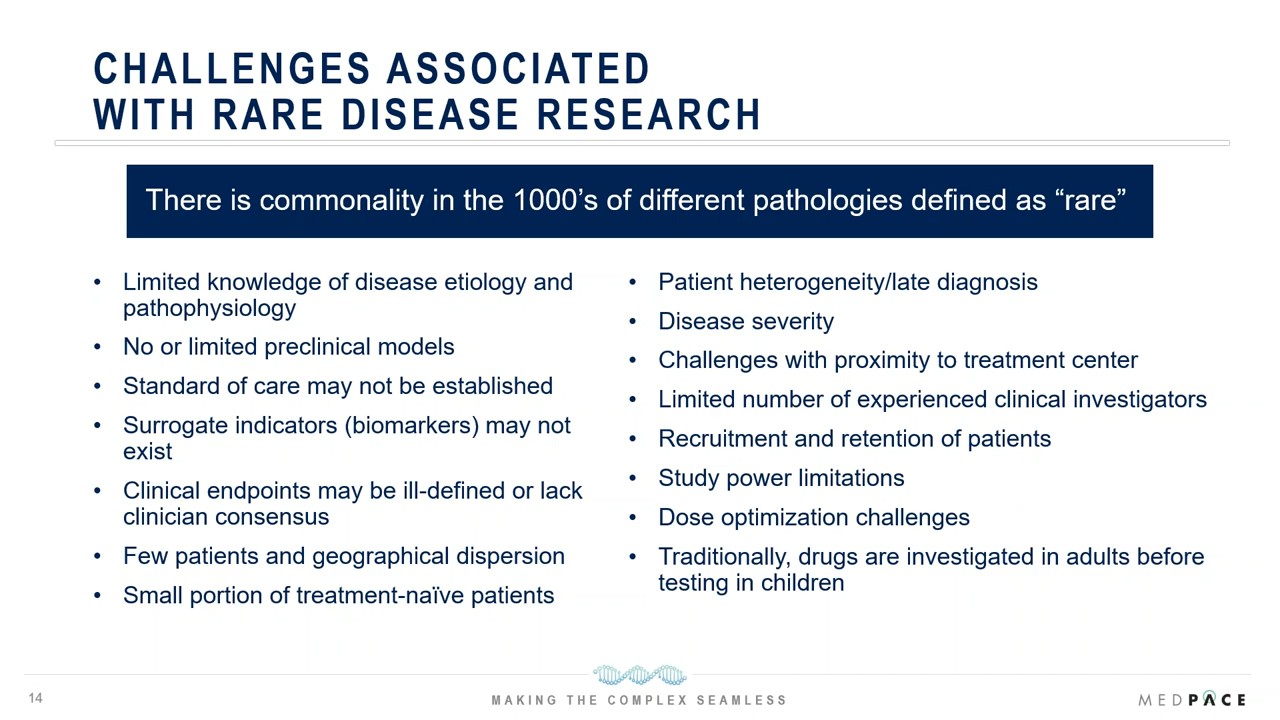 CHALLENGES ASSOCIATED
WITH RARE DISEASE RESEARCH
There is commonality in the 1000’s of different pathologies defined as “rare”
• Limited knowledge of disease etiology and
pathophysiology
• No or limited preclinical models
• Standard of care may not be established
• Surrogate indicators (biomarkers) may not
exist
• Clinical endpoints may be ill-defined or lack
clinician consensus
• Few patients and geographical dispersion
• Small portion of treatment-naïve patients
• Patient heterogeneity/late diagnosis
• Disease severity
• Challenges with proximity to treatment center
• Limited number of experienced clinical investigators
• Recruitment and retention of patients
• Study power limitations
• Dose optimization challenges
• Traditionally, drugs are investigated in adults before
testing in children
14
MAKING THE COMPLEX SEAMLESS
MEDPACE